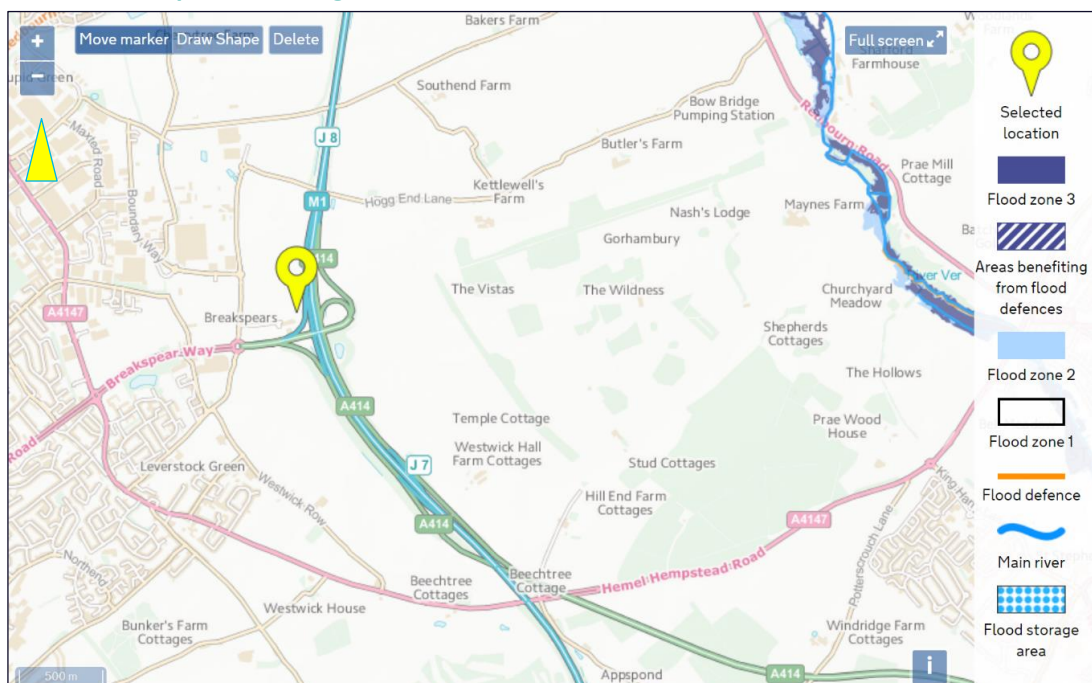 +
Move marker
Draw Shape
Delete
Full screen
−
Bakers Farm
Southend Farm
Farmhouse
Bow Bridge
Pumping Station
Redbourn Road
Butler's Farm
Maxted Road
Boundary Way
J 8
M1
Hogg End Lane
Kettlewell's
Farm
Prae Mill
Cottage
Nash's Lodge
Maynes Farm
Gorhambury
A414
River Ver
The Vistas
The Wildness
Churchyard
Meadow
A4147
Breakspears
Shepherds
Cottages
Breakspear Way
The Hollows
A414
Temple Cottage
Prae Wood
House
Road
Westwick Hall
Farm Cottages
Leverstock Green
J 7
Stud Cottages
Westwick Row
Hill End Farm
Cottages
A414
A4147
Potterscrouch Lane
Northend
Beechtree
Cottages
Beechtree
Cottage
Hemel Hempstead Road
Westwick House
Bunker's Farm
Cottages
Windridge Farm
Cottages
500 m
Appspond
A414
i
Selected
location
Flood zone 3
Areas benefiting
from flood
defences
Flood zone 2
Flood zone 1
Flood defence
Main river
Flood storage
area